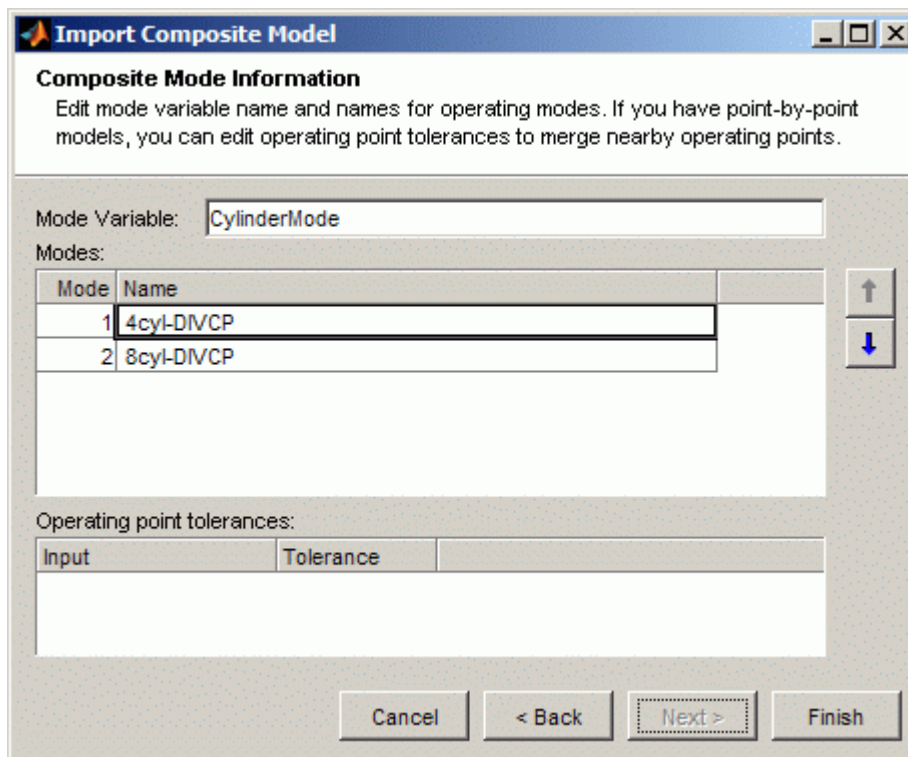 Import Composite Model
Composite Mode Information
Edit mode variable name and names for operating modes. If you have point-by-point
models, you can edit operating point tolerances to merge nearby operating points.
Mode Variable: CylinderMode
Modes:
Mode Name
1 4cyl-DIVCP
2 8cyl-DIVCP
Operating point tolerances:
Input Tolerance
Cancel < Back Next > Finish